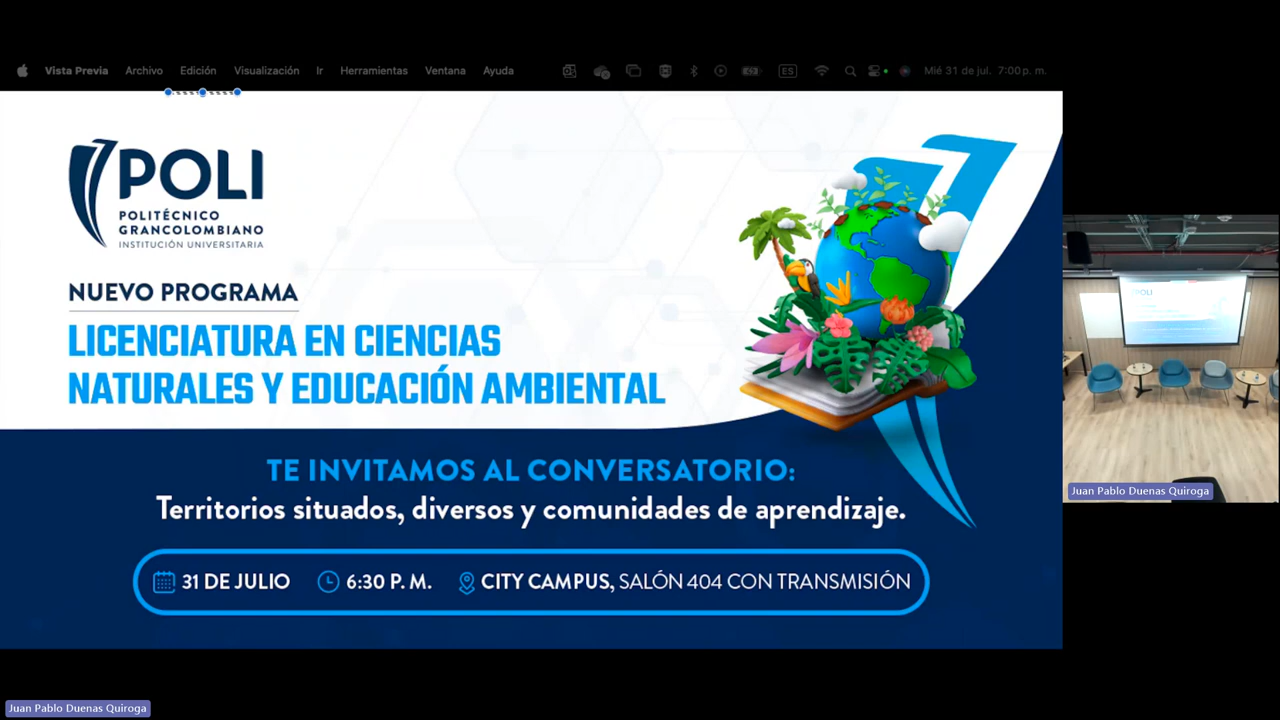 Vista Previa Archivo Edición Visualización Ir Herramientas Ventana Ayuda ES Mié 31 de jul. 7:00 p. m.
POLI
POLITÉCNICO
GRANCOLOMBIANO
INSTITUCIÓN UNIVERSITARIA
NUEVO PROGRAMA
LICENCIATURA EN CIENCIAS
NATURALES Y EDUCACIÓN AMBIENTAL
TE INVITAMOS AL CONVERSATORIO:
Territorios situados, diversos y comunidades de aprendizaje.
31 DE JULIO 6:30 P. M. CITY CAMPUS, SALÓN 404 CON TRANSMISIÓN
POLI
Juan Pablo Duenas Quiroga
Juan Pablo Duenas Quiroga